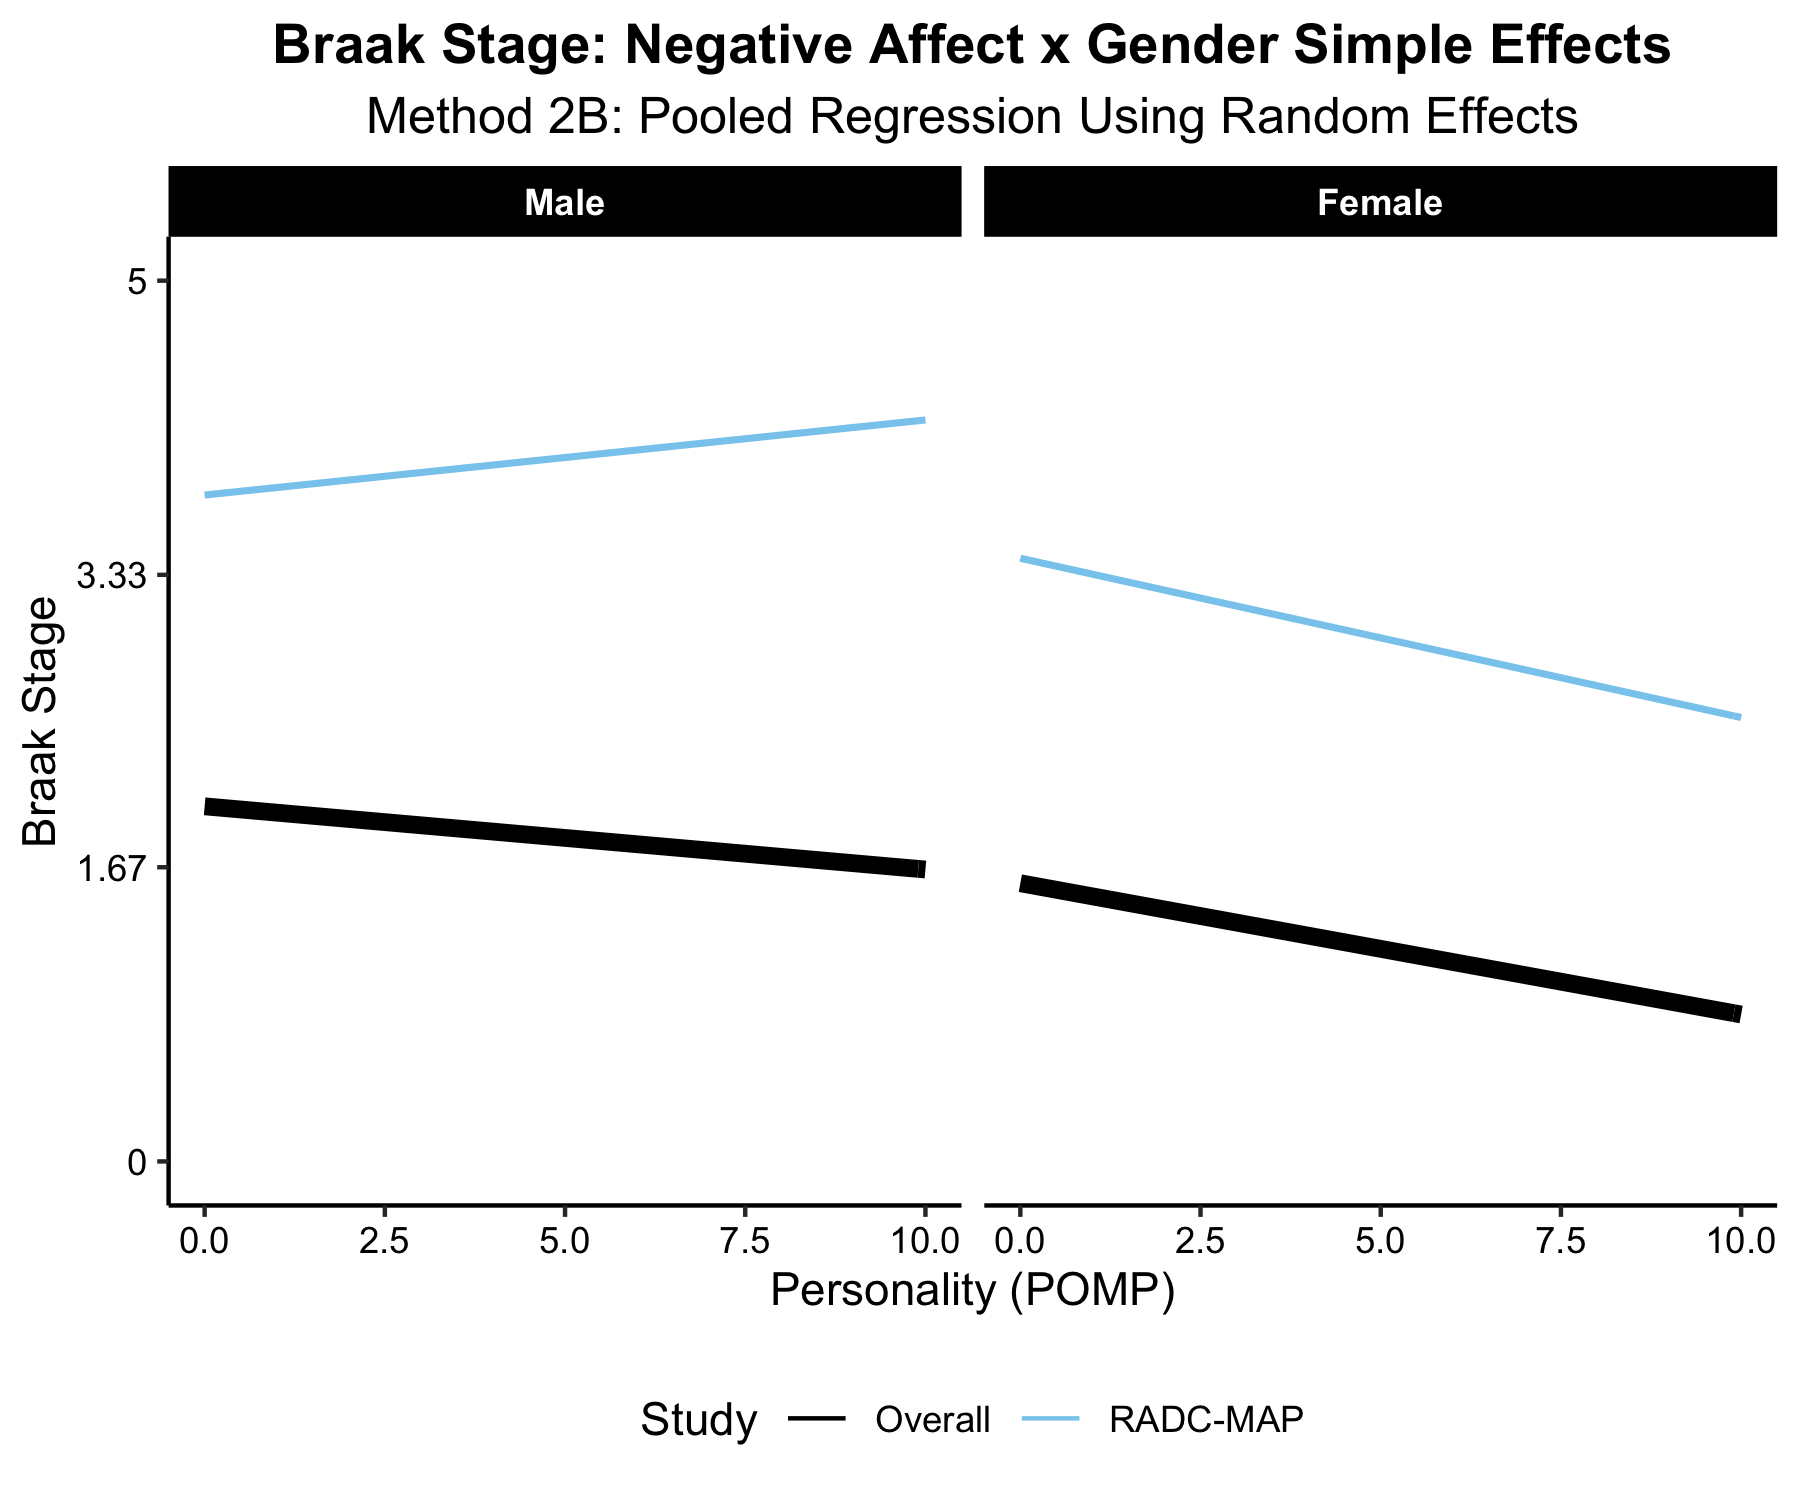 Braak Stage: Negative Affect x Gender Simple Effects
Method 2B: Pooled Regression Using Random Effects
Male Female
5
3.33
1.67
0
Braak Stage
0.0 2.5 5.0 7.5 10.0 0.0 2.5 5.0 7.5 10.0
Personality (POMP)
Study Overall RADC-MAP